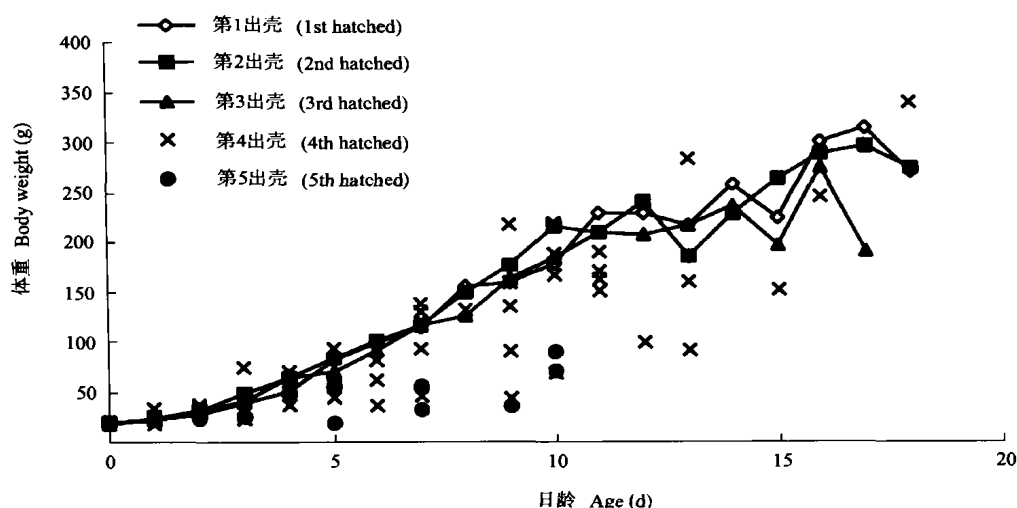 第1出壳 (1st hatched)
第2出壳 (2nd hatched)
第3出壳 (3rd hatched)
第4出壳 (4th hatched)
第5出壳 (5th hatched)
体重 Body weight (g)
400
350
300
250
200
150
100
50
0
5
10
15
20
日龄 Age (d)